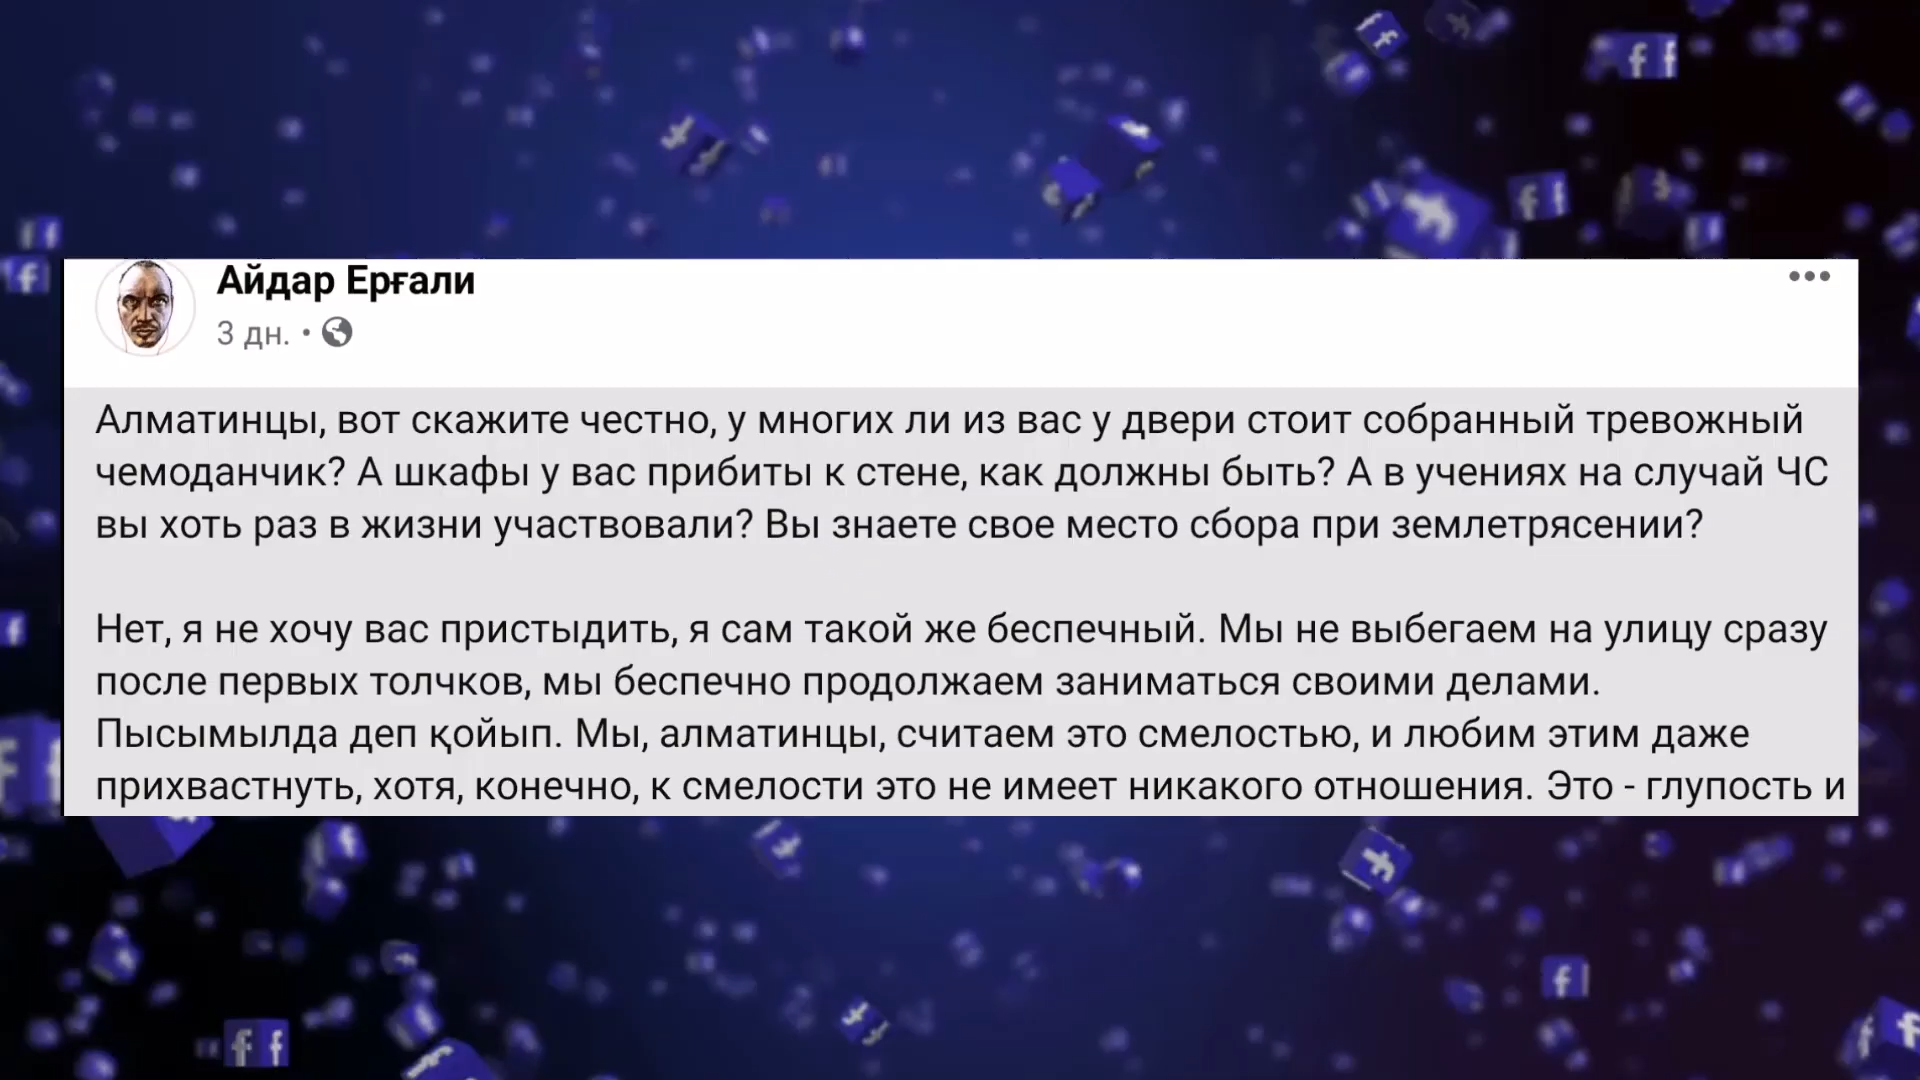 Айдар Ерғали
3 дн.
Алматинцы, вот скажите честно, у многих ли из вас у двери стоит собранный тревожный
чемоданчик? А шкафы у вас прибиты к стене, как должны быть? А в учениях на случай ЧС
вы хоть раз в жизни участвовали? Вы знаете свое место сбора при землетрясении?
Нет, я не хочу вас пристыдить, я сам такой же беспечный. Мы не выбегаем на улицу сразу
после первых толчков, мы беспечно продолжаем заниматься своими делами.
Пысымылда деп қойып. Мы, алматинцы, считаем это смелостью, и любим этим даже
прихвастнуть, хотя, конечно, к смелости это не имеет никакого отношения. Это - глупость и